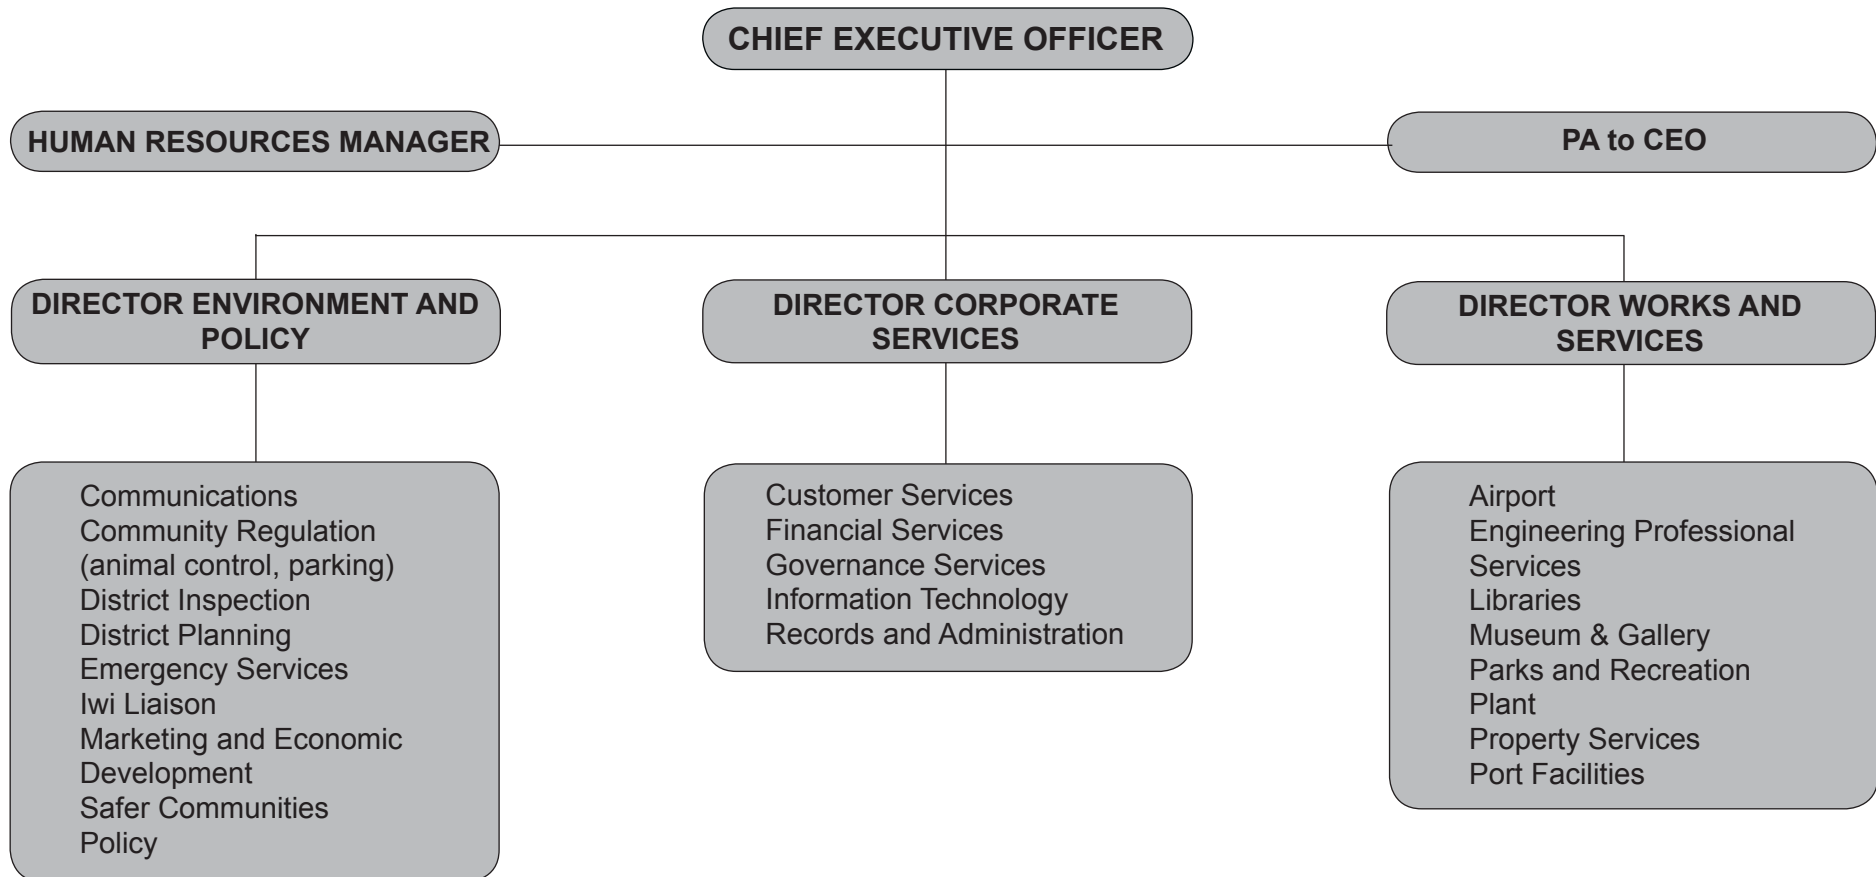 CHIEF EXECUTIVE OFFICER
HUMAN RESOURCES MANAGER
PA to CEO
DIRECTOR ENVIRONMENT AND
POLICY
DIRECTOR CORPORATE
SERVICES
DIRECTOR WORKS AND
SERVICES
Communications
Community Regulation
(animal control, parking)
District Inspection
District Planning
Emergency Services
Iwi Liaison
Marketing and Economic
Development
Safer Communities
Policy
Customer Services
Financial Services
Governance Services
Information Technology
Records and Administration
Airport
Engineering Professional
Services
Libraries
Museum & Gallery
Parks and Recreation
Plant
Property Services
Port Facilities